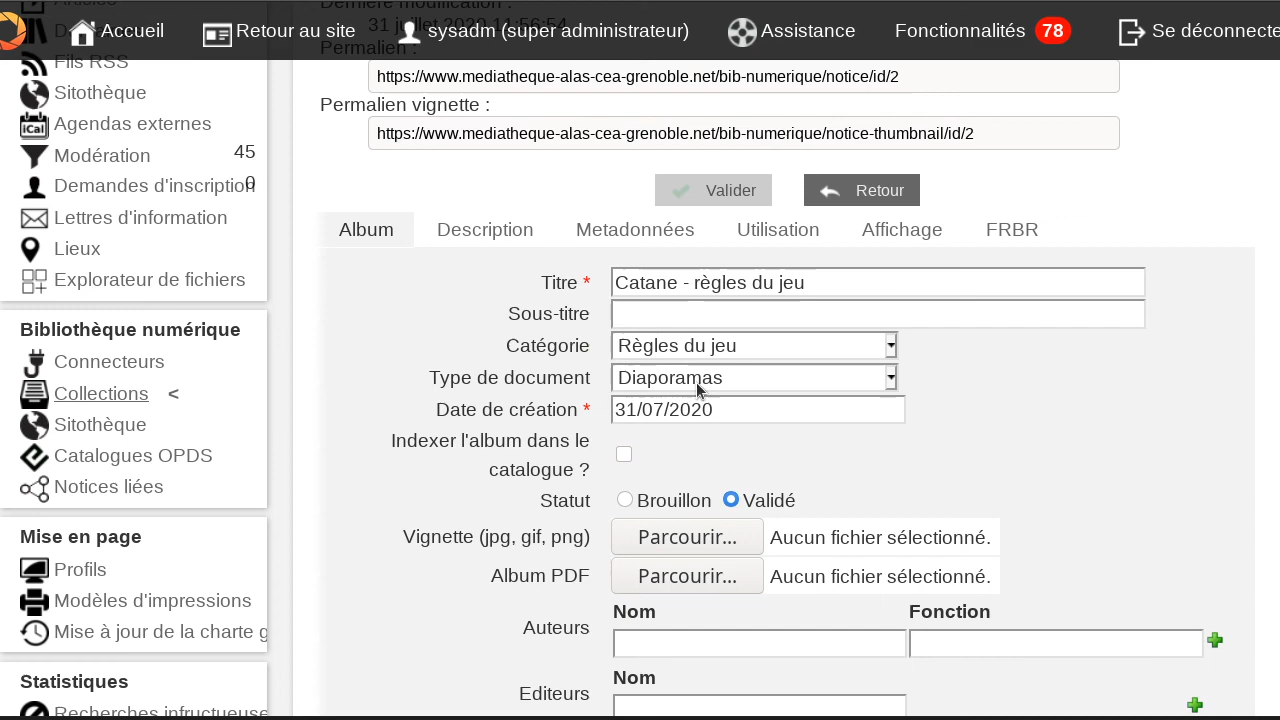 Accueil
Retour au site
sysadm (super administrateur)
Assistance
Fonctionnalités
78
Se déconnecte
Fils RSS
Sitothèque
Agendas externes
Modération
45
Demandes d'inscription
0
Lettres d'information
Lieux
Explorateur de fichiers
Bibliothèque numérique
Connecteurs
Collections <
Sitothèque
Catalogues OPDS
Notices liées
Mise en page
Profils
Modèles d'impressions
Mise à jour de la charte g
Statistiques
Recherches infructueuse
Dernière modification :
31 juillet 2020 11:56:54
Permalien :
https://www.mediatheque-alas-cea-grenoble.net/bib-numerique/notice/id/2
Permalien vignette :
https://www.mediatheque-alas-cea-grenoble.net/bib-numerique/notice-thumbnail/id/2
Valider
Retour
Album
Description
Metadonnées
Utilisation
Affichage
FRBR
Titre * Catane - règles du jeu
Sous-titre
Catégorie Règles du jeu
Type de document Diaporamas
Date de création * 31/07/2020
Indexer l'album dans le
catalogue ?
Statut Brouillon Validé
Vignette (jpg, gif, png) Parcourir... Aucun fichier sélectionné.
Album PDF Parcourir... Aucun fichier sélectionné.
Nom Fonction
Auteurs
Nom
Editeurs